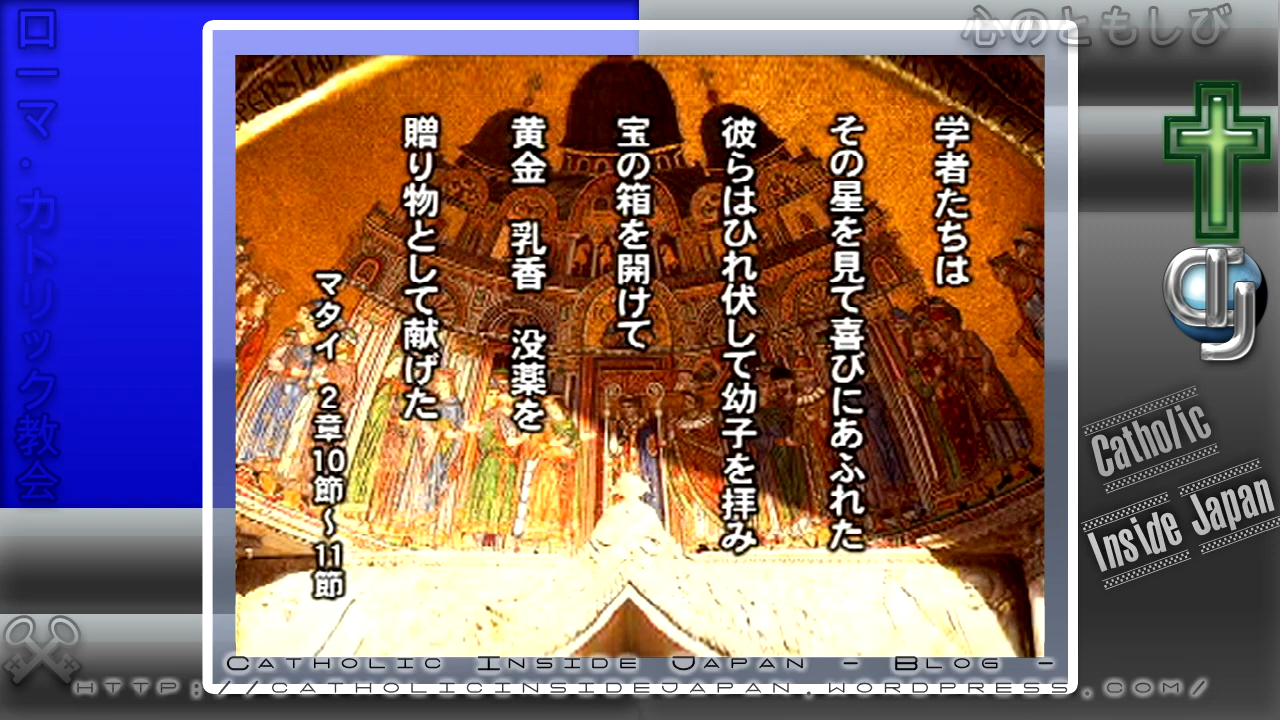 ローマ・カトリック教会
心のともしび
学者たちは
その星を見て喜びにあふれた
彼らはひれ伏して幼子を拝み
宝の箱を開けて
黄金 乳香 没薬を
贈り物として献げた
マタイ 2章10節～11節
Catholic
Inside Japan
Catholic Inside Japan - Blog -
http://catholicinsidejapan.wordpress.com/